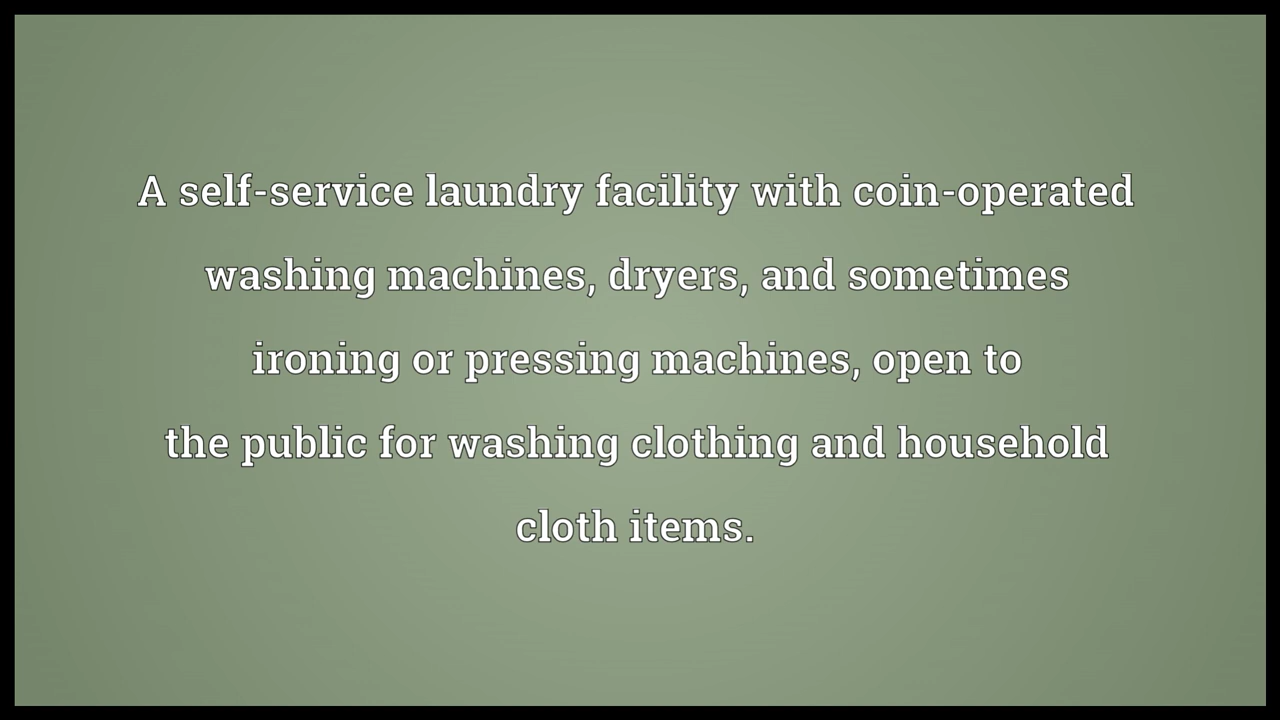 A self-service laundry facility with coin-operated
washing machines, dryers, and sometimes
ironing or pressing machines, open to
the public for washing clothing and household
cloth items.